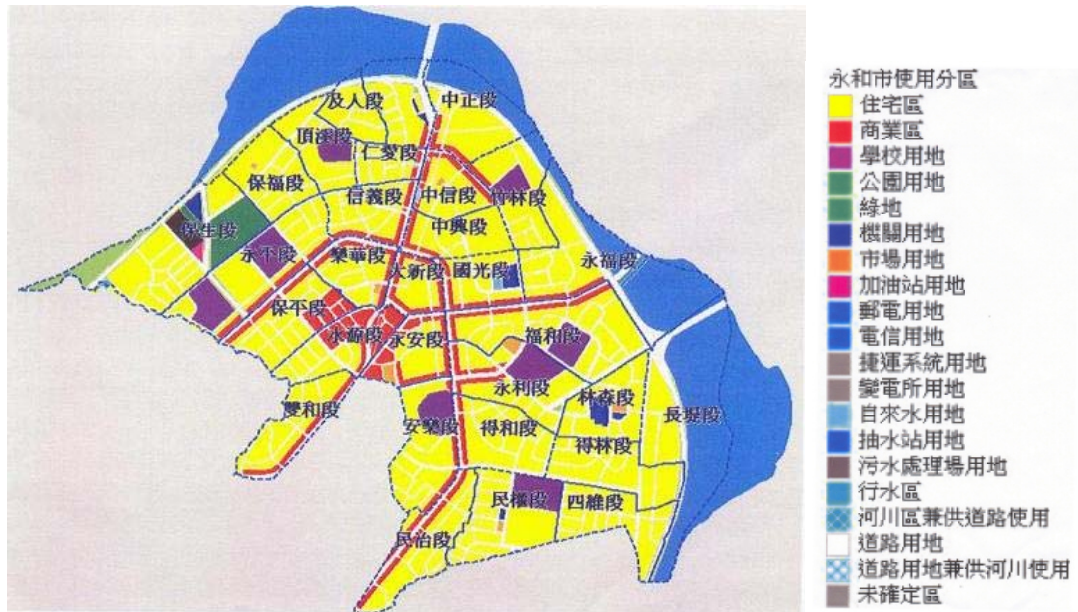 及人段
中正段
頂溪段
仁愛段
保福段
信義段
中信段
竹林段
中興段
保生段
永平段
樂華段
大新段
國光段
永福段
保平段
永源段
永安段
福和段
永利段
林森段
長堤段
雙和段
安樂段
得和段
得林段
民權段
四維段
民治段
永和市使用分區
住宅區
商業區
學校用地
公園用地
綠地
機關用地
市場用地
加油站用地
郵電用地
電信用地
捷運系統用地
變電所用地
自來水用地
抽水站用地
污水處理場用地
行水區
河川區兼供道路使用
道路用地
道路用地兼供河川使用
未確定區